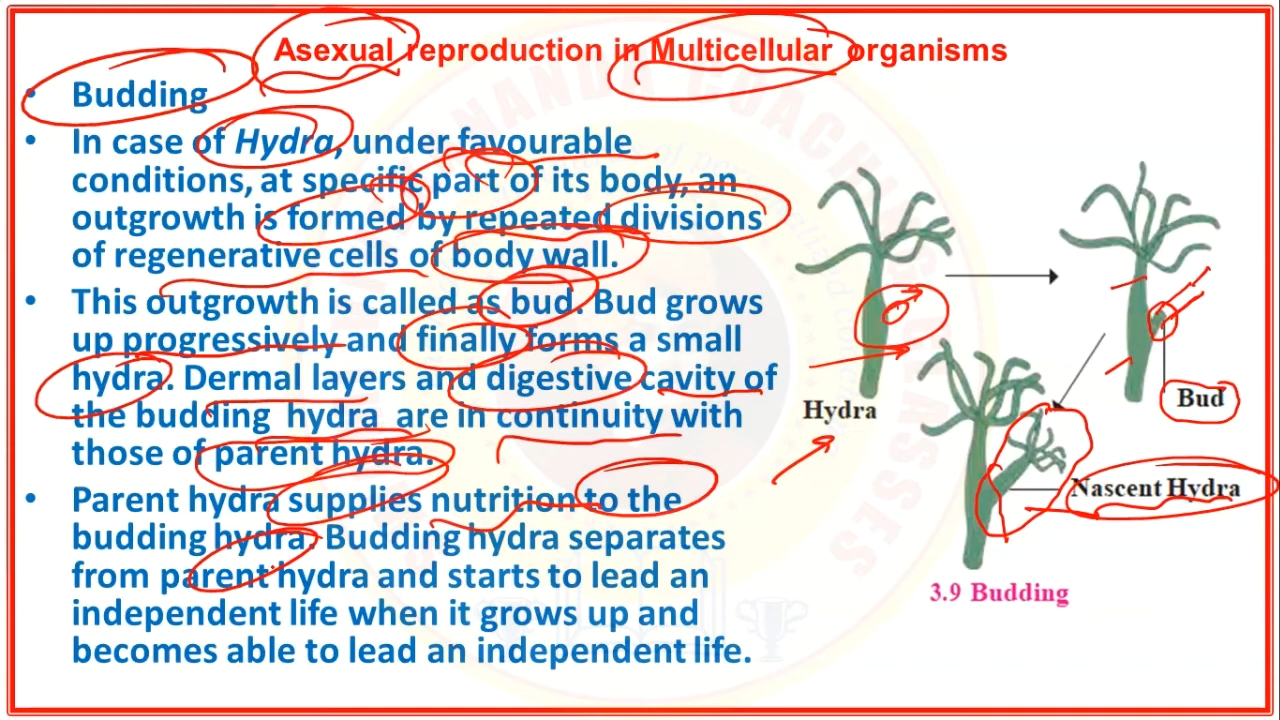 Asexual reproduction in Multicellular organisms
• Budding
• In case of Hydra, under favourable
conditions, at specific part of its body, an
outgrowth is formed by repeated divisions
of regenerative cells of body wall.
• This outgrowth is called as bud. Bud grows
up progressively and finally forms a small
hydra. Dermal layers and digestive cavity of
the budding hydra are in continuity with
those of parent hydra.
• Parent hydra supplies nutrition to the
budding hydra. Budding hydra separates
from parent hydra and starts to lead an
independent life when it grows up and
becomes able to lead an independent life.
Hydra
Bud
Nascent Hydra
3.9 Budding